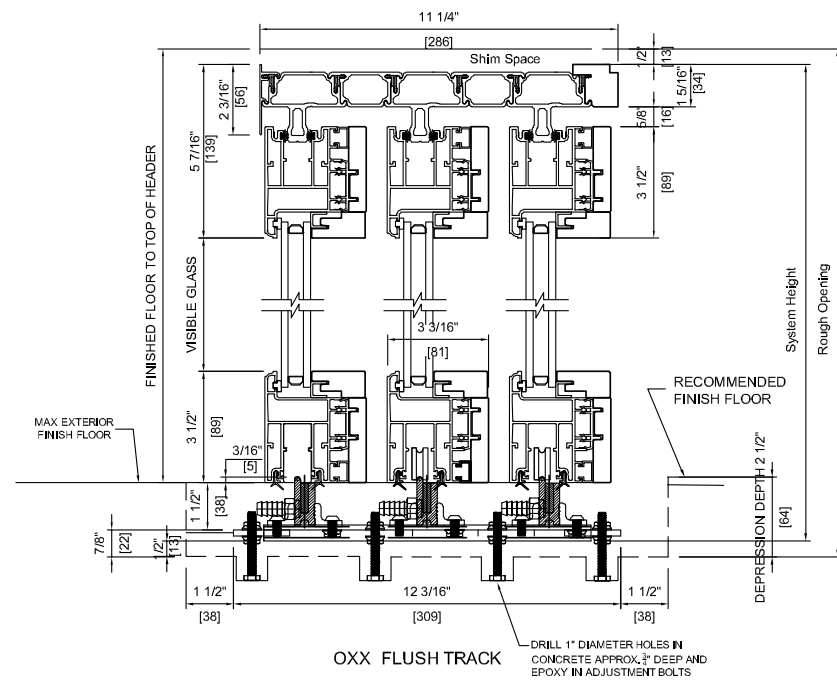 11 1/4"
[286]
Shim Space
1/2"
[13]
1 5/16"
[34]
5/8"
[16]
2 3/16"
[56]
5 7/16"
[139]
3 1/2"
[89]
FINISHED FLOOR TO TOP OF HEADER
VISIBLE GLASS
System Height
Rough Opening
3 3/16"
[81]
3 1/2"
[89]
RECOMMENDED
FINISH FLOOR
MAX EXTERIOR
FINISH FLOOR
3/16"
[5]
1 1/2"
[38]
7/8"
[22]
1/2"
[13]
DEPRESSION DEPTH 2 1/2"
[64]
1 1/2"
[38]
12 3/16"
[309]
1 1/2"
[38]
OXX FLUSH TRACK
DRILL 1" DIAMETER HOLES IN
CONCRETE APPROX. 3/4" DEEP AND
EPOXY IN ADJUSTMENT BOLTS